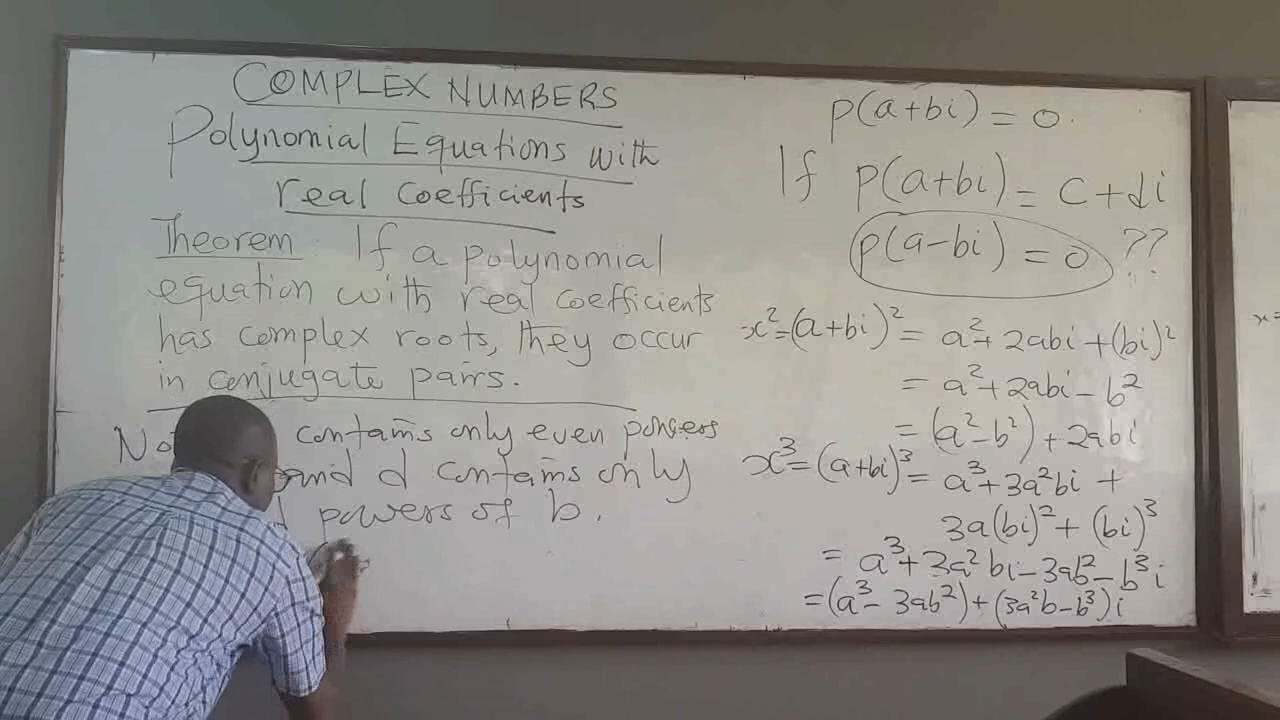 COMPLEX NUMBERS
Polynomial Equations with
real coefficients
Theorem: If a polynomial
equation with real coefficients
has complex roots, they occur
in conjugate pairs.
contains only even powers
and d contains only
powers of b.
p(a+bi) = 0.
If p(a+bi) = c+di
p(a-bi) = 0 ??
x²=(a+bi)² = a²+2abi+(bi)²
= a²+2abi-b²
= (a²-b²)+2abi
x³=(a+bi)³= a³+3a²bi +
3a(bi)²+(bi)³
= a³+3a²bi-3ab²-b³i
=(a³-3ab²)+(3a²b-b³)i
x=